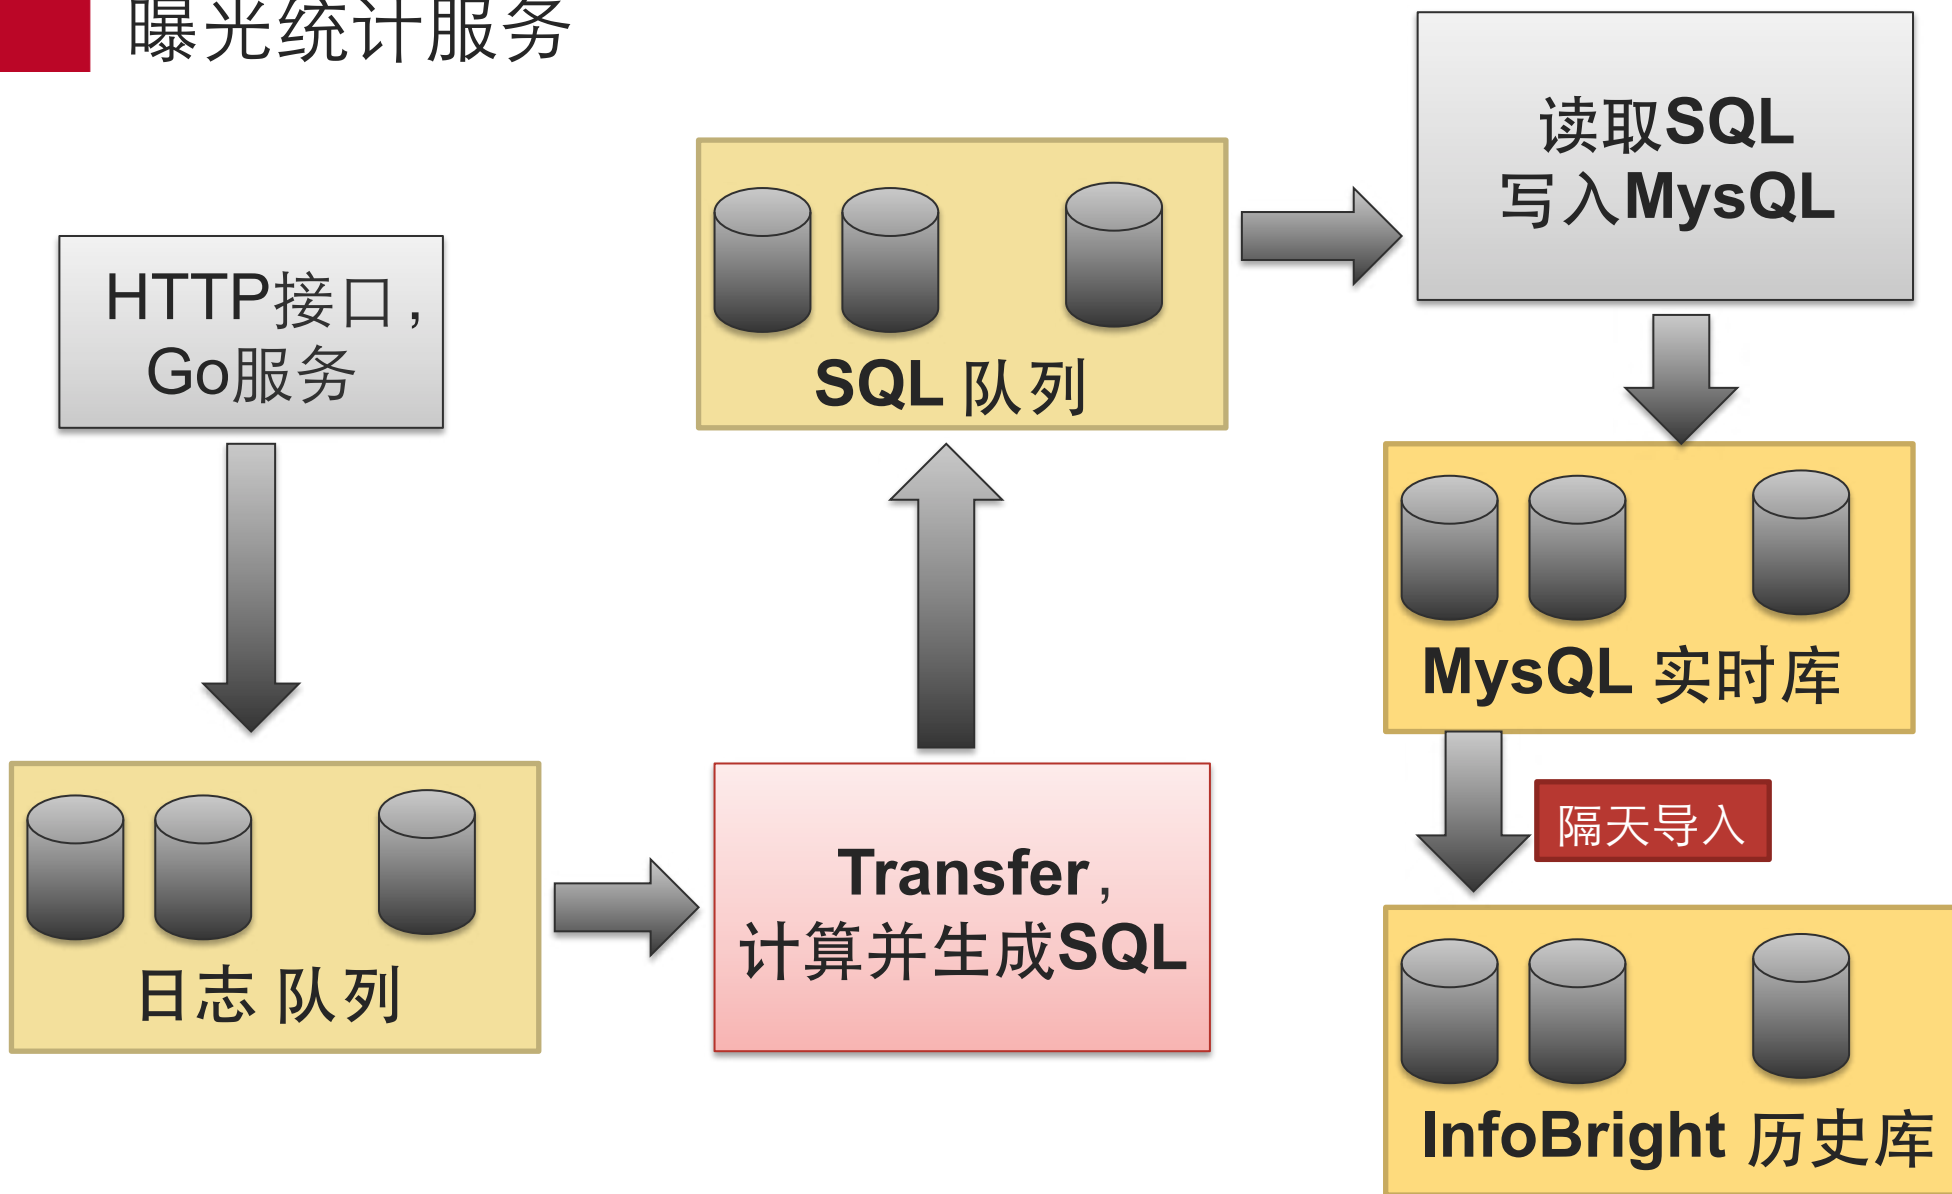 曝光统计服务
HTTP接口,
Go服务
日志 队列
Transfer,
计算并生成SQL
SQL 队列
读取SQL
写入MysQL
MysQL 实时库
隔天导入
InfoBright 历史库